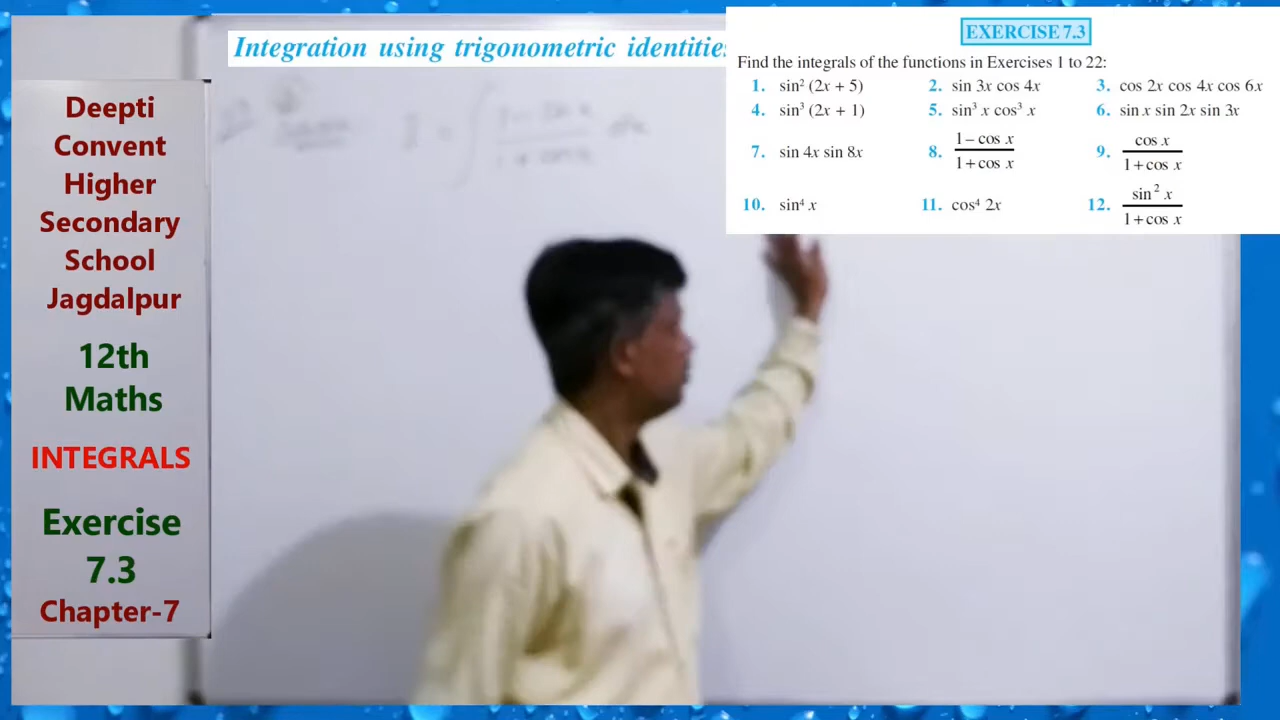 Integration using trigonometric identities
Deepti
Convent
Higher
Secondary
School
Jagdalpur
12th
Maths
INTEGRALS
Exercise
7.3
Chapter-7
EXERCISE 7.3
Find the integrals of the functions in Exercises 1 to 22:
1. sin² (2x + 5) 2. sin 3x cos 4x 3. cos 2x cos 4x cos 6x
4. sin³ (2x + 1) 5. sin³ x cos³ x 6. sin x sin 2x sin 3x
7. sin 4x sin 8x 8. (1 – cos x)/(1 + cos x) 9. cos x/(1 + cos x)
10. sin⁴ x 11. cos⁴ 2x 12. sin² x/(1 + cos x)